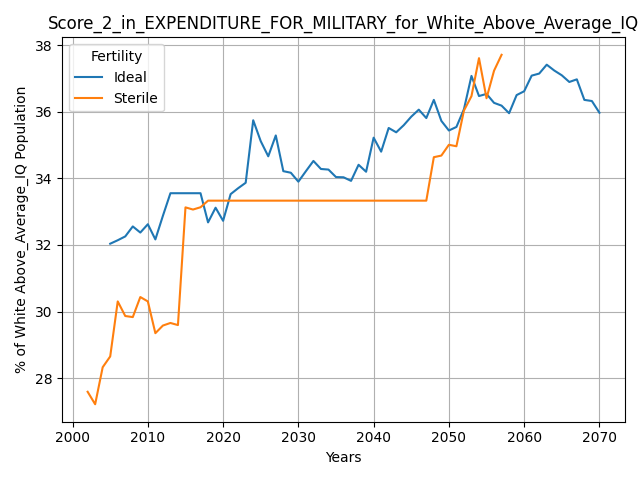 Score_2_in_EXPENDITURE_FOR_MILITARY_for_White_Above_Average_IQ
Fertility
Ideal
Sterile
% of White Above_Average_IQ Population
38
36
34
32
30
28
2000 2010 2020 2030 2040 2050 2060 2070
Years